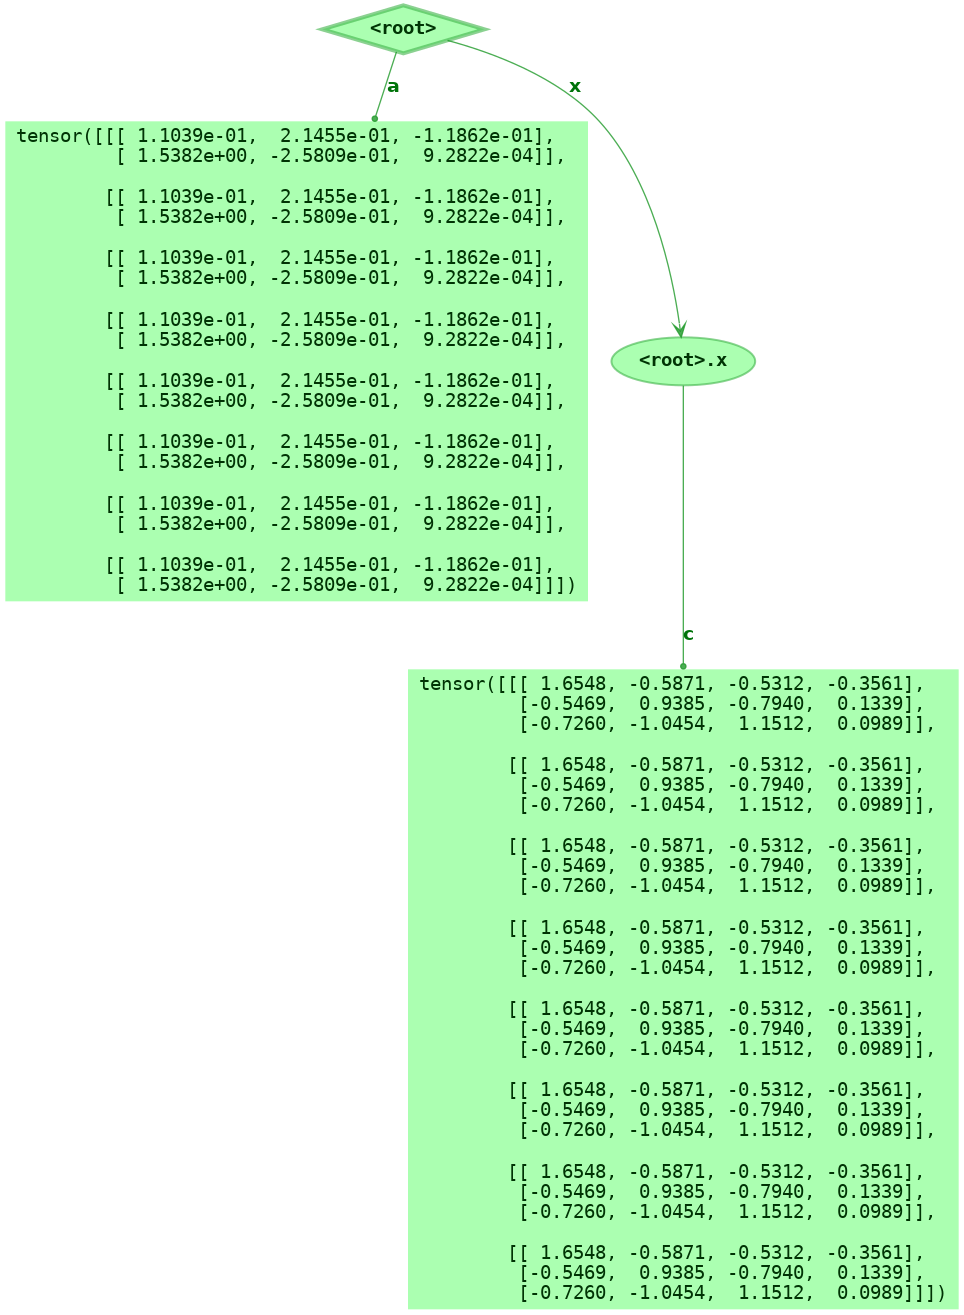 <root>
a
x
tensor([[[ 1.1039e-01,  2.1455e-01, -1.1862e-01],
         [ 1.5382e+00, -2.5809e-01,  9.2822e-04]],

        [[ 1.1039e-01,  2.1455e-01, -1.1862e-01],
         [ 1.5382e+00, -2.5809e-01,  9.2822e-04]],

        [[ 1.1039e-01,  2.1455e-01, -1.1862e-01],
         [ 1.5382e+00, -2.5809e-01,  9.2822e-04]],

        [[ 1.1039e-01,  2.1455e-01, -1.1862e-01],
         [ 1.5382e+00, -2.5809e-01,  9.2822e-04]],

        [[ 1.1039e-01,  2.1455e-01, -1.1862e-01],
         [ 1.5382e+00, -2.5809e-01,  9.2822e-04]],

        [[ 1.1039e-01,  2.1455e-01, -1.1862e-01],
         [ 1.5382e+00, -2.5809e-01,  9.2822e-04]],

        [[ 1.1039e-01,  2.1455e-01, -1.1862e-01],
         [ 1.5382e+00, -2.5809e-01,  9.2822e-04]],

        [[ 1.1039e-01,  2.1455e-01, -1.1862e-01],
         [ 1.5382e+00, -2.5809e-01,  9.2822e-04]]])
<root>.x
c
tensor([[[ 1.6548, -0.5871, -0.5312, -0.3561],
         [-0.5469,  0.9385, -0.7940,  0.1339],
         [-0.7260, -1.0454,  1.1512,  0.0989]],

        [[ 1.6548, -0.5871, -0.5312, -0.3561],
         [-0.5469,  0.9385, -0.7940,  0.1339],
         [-0.7260, -1.0454,  1.1512,  0.0989]],

        [[ 1.6548, -0.5871, -0.5312, -0.3561],
         [-0.5469,  0.9385, -0.7940,  0.1339],
         [-0.7260, -1.0454,  1.1512,  0.0989]],

        [[ 1.6548, -0.5871, -0.5312, -0.3561],
         [-0.5469,  0.9385, -0.7940,  0.1339],
         [-0.7260, -1.0454,  1.1512,  0.0989]],

        [[ 1.6548, -0.5871, -0.5312, -0.3561],
         [-0.5469,  0.9385, -0.7940,  0.1339],
         [-0.7260, -1.0454,  1.1512,  0.0989]],

        [[ 1.6548, -0.5871, -0.5312, -0.3561],
         [-0.5469,  0.9385, -0.7940,  0.1339],
         [-0.7260, -1.0454,  1.1512,  0.0989]],

        [[ 1.6548, -0.5871, -0.5312, -0.3561],
         [-0.5469,  0.9385, -0.7940,  0.1339],
         [-0.7260, -1.0454,  1.1512,  0.0989]],

        [[ 1.6548, -0.5871, -0.5312, -0.3561],
         [-0.5469,  0.9385, -0.7940,  0.1339],
         [-0.7260, -1.0454,  1.1512,  0.0989]]])